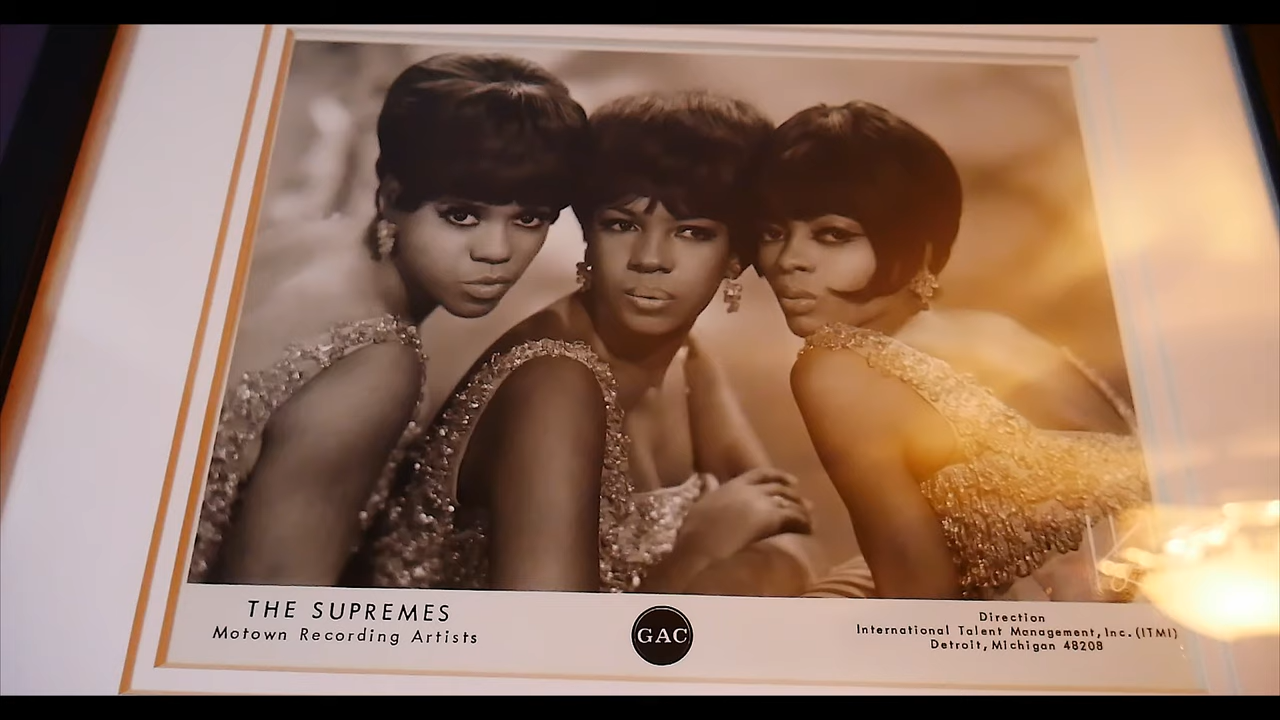 THE SUPREMES
Motown Recording Artists
GAC
Direction
International Talent Management, Inc. (ITMI)
Detroit, Michigan 48208